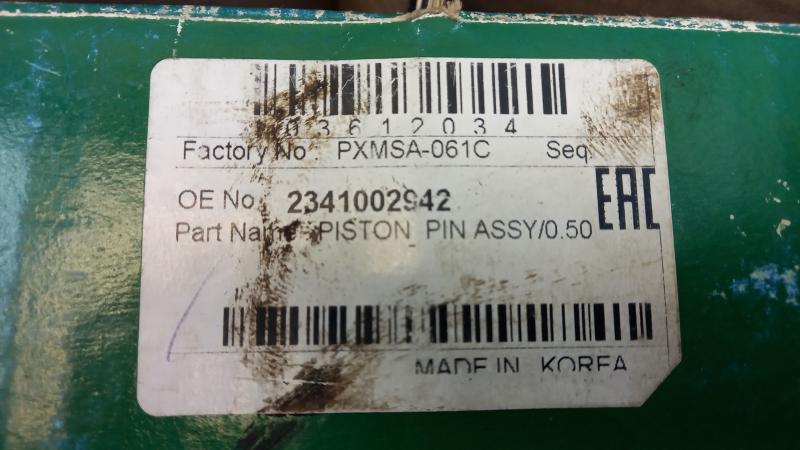 03612034
Factory No : PXMSA-061C Seq
EAC
OE No. 2341002942
Part Name PISTON PIN ASSY/0.50
MADE IN KOREA